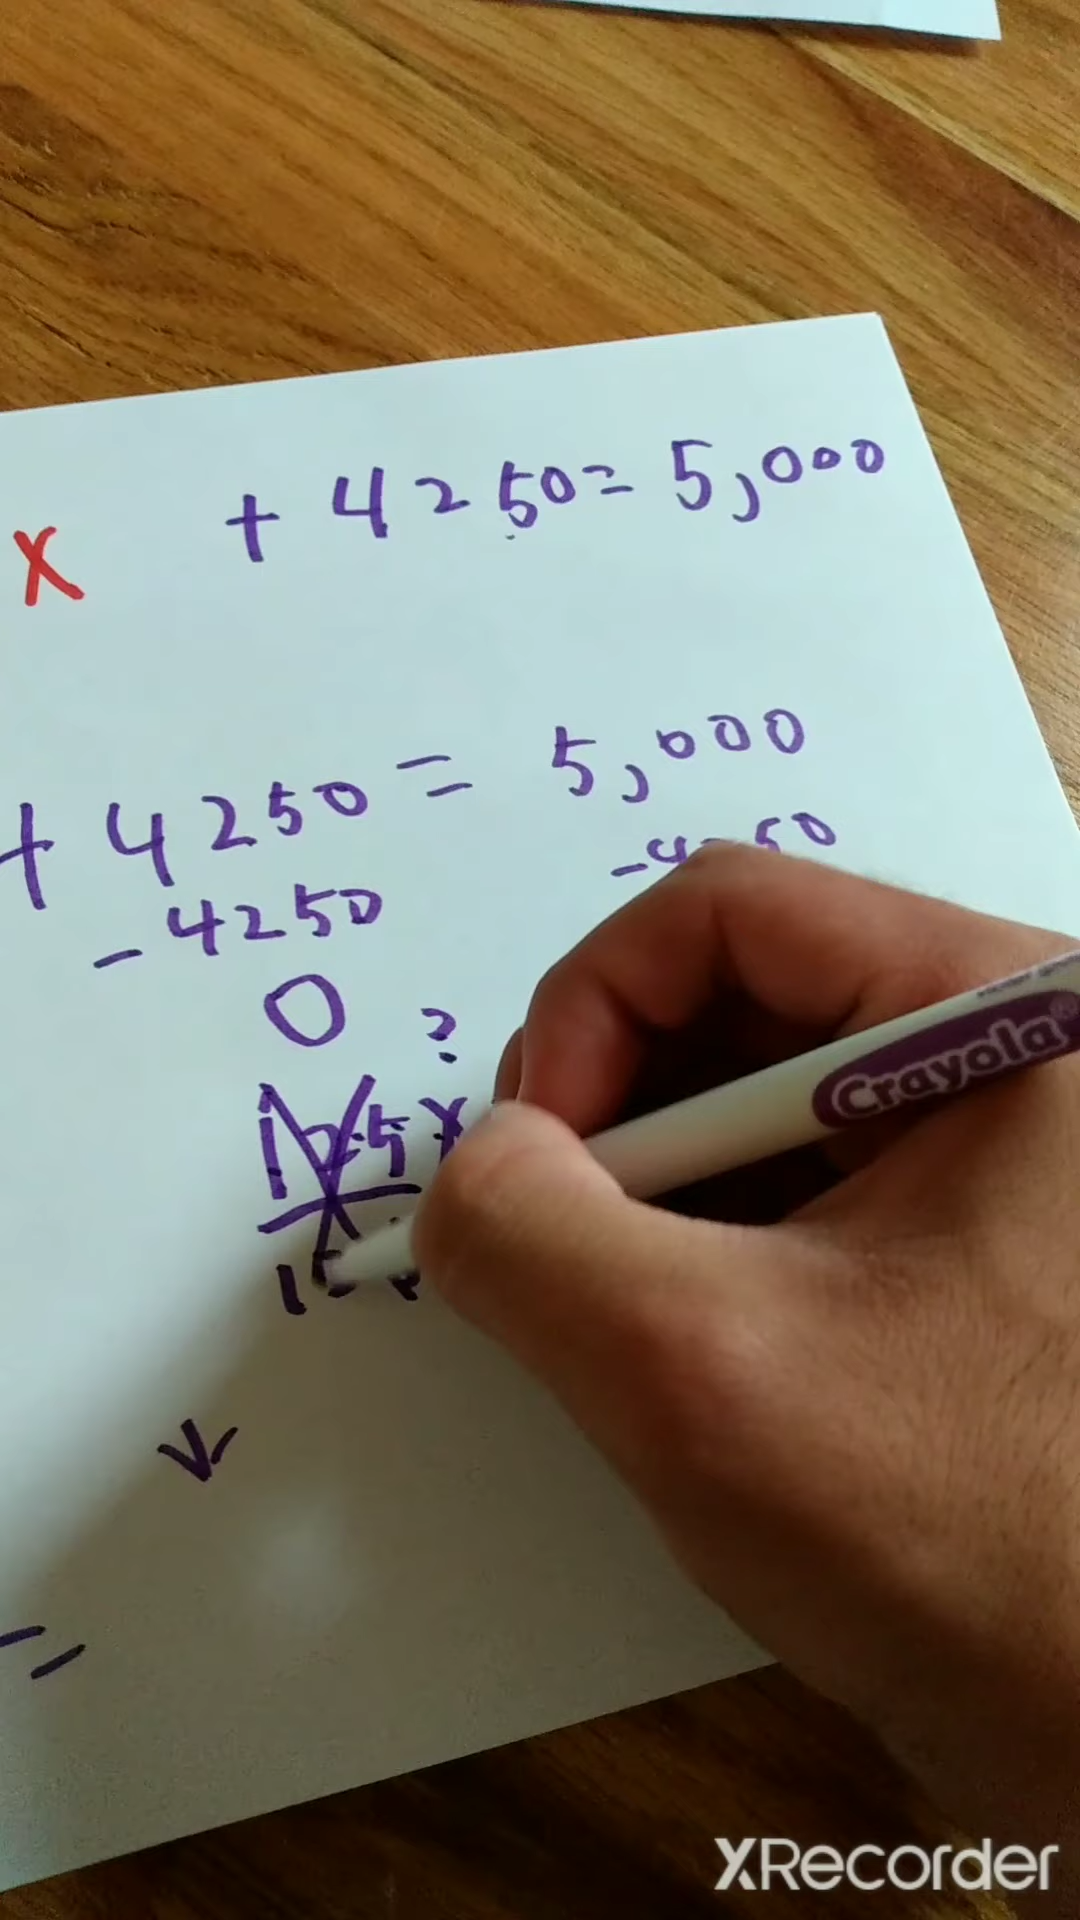 x + 4250 = 5,000
+ 4250 = 5,000
- 4250
0 ?
=
Crayola®
XRecorder